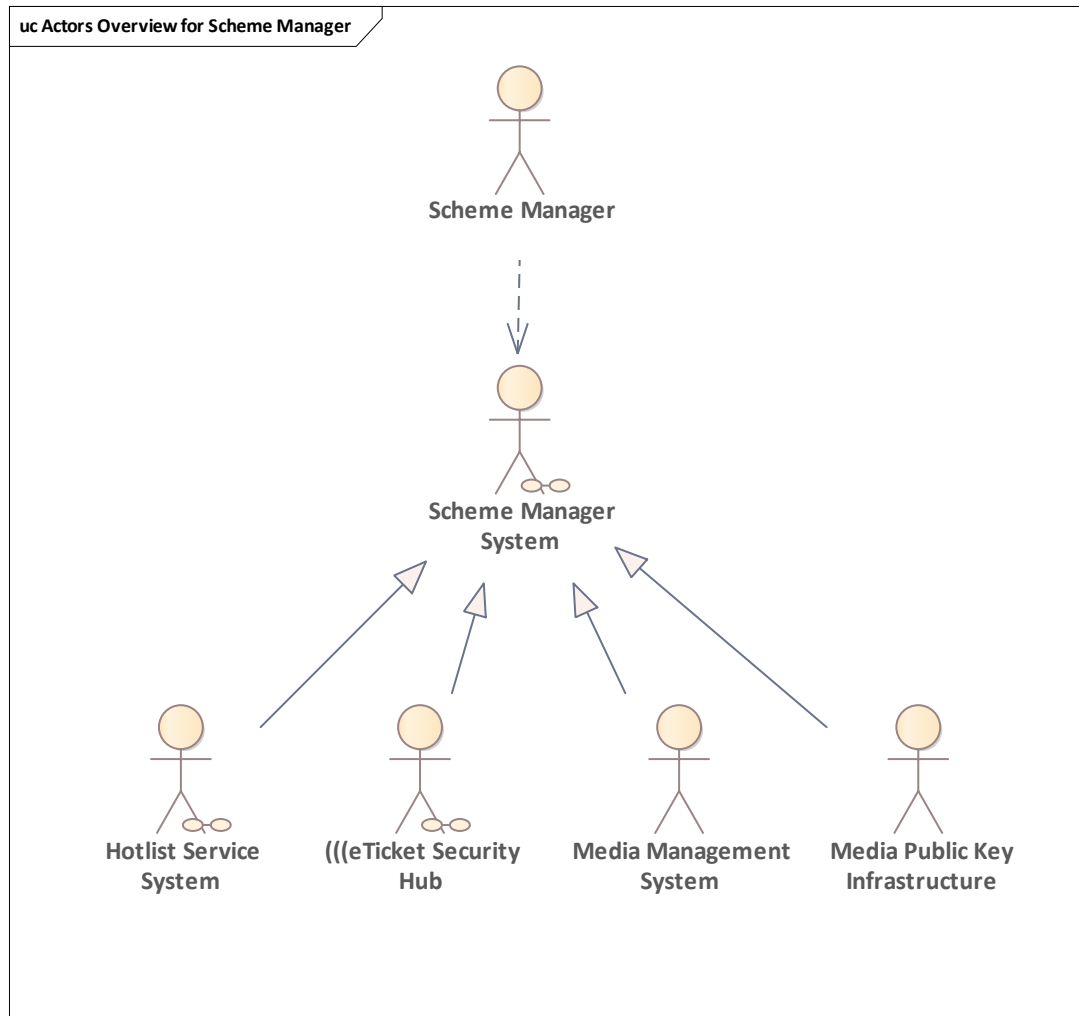 uc Actors Overview for Scheme Manager
Scheme Manager
Scheme Manager
System
Hotlist Service
System
(((eTicket Security
Hub
Media Management
System
Media Public Key
Infrastructure